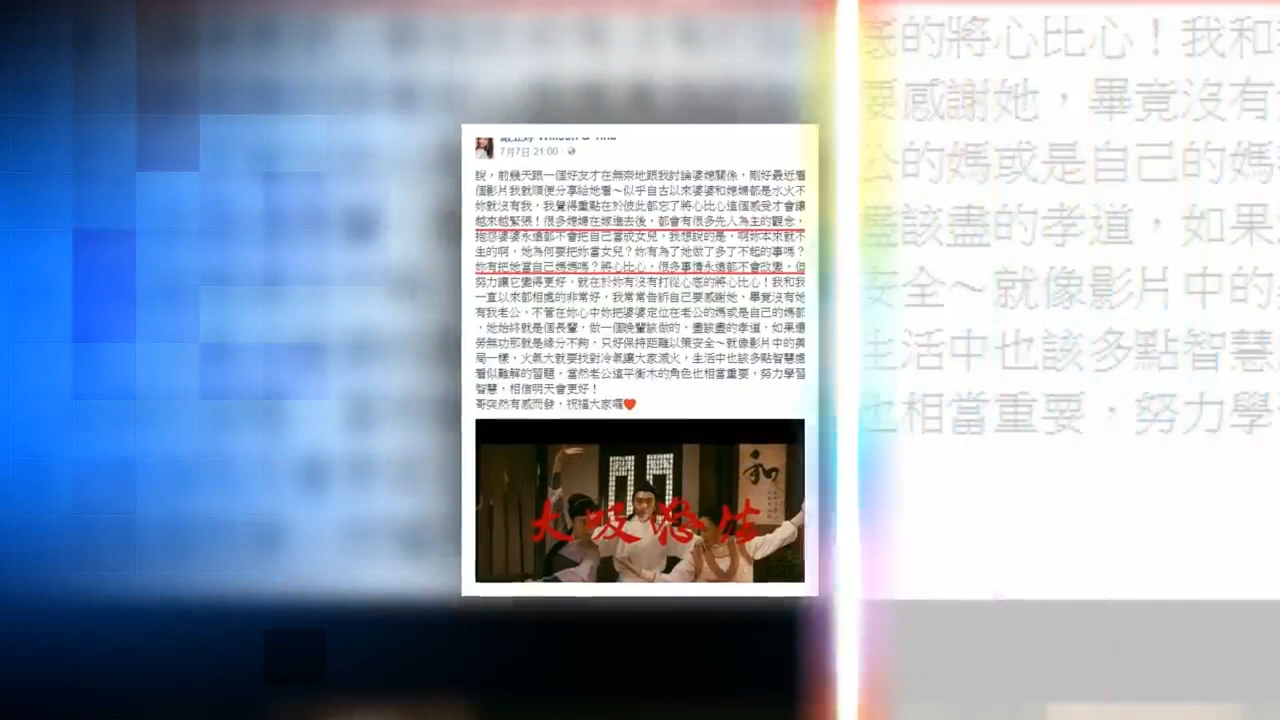 7月7日 21:00
說，前幾天跟一個好友才在無奈地跟我討論婆媳關係，剛好最近看
個影片我就順便分享給她看～似乎自古以來婆婆和媳婦都是水火不
妳就沒有我、我覺得重點在於彼此都忘了將心比心這個感受才會讓
越來越緊張！很多媳婦在嫁進去後，都會有很多先人為主的觀念，
抱怨婆婆永遠都不會把自己當成女兒，我想說的是，啊妳本來就不
生的啊，她為何要把妳當女兒？妳有為了她做了多了不起的事嗎？
妳有把她當自己媽媽嗎？將心比心，很多事情永遠都不會改變，但
努力讓它變得更好，就在於妳有沒有打從心底的將心比心！我和我
一直以來都相處的非常好，我常常告訴自己要感謝她、畢竟沒有她
有我老公，不管在妳心中妳把婆婆定位在老公的媽或是自己的媽都
，她始終就是個長輩，做一個晚輩該做的，盡該盡的孝道，如果還
勞無功那就是緣分不夠，只好保持距離以策安全～就像影片中的
局一樣，火氣大就要找對冷氣讓大家滅火，生活中也該多點智慧處
看似難解的習題，當然老公這平衡木的角色也相當重要，努力學習
智慧，相信明天會更好！
哥突然有感而發，祝福大家囉❤
和
大
底的將心比心！我和
要感謝她，畢竟沒有
公的媽或是自己的媽
盡該盡的孝道，如果
安全～就像影片中的
生活中也該多點智慧
也相當重要，努力學